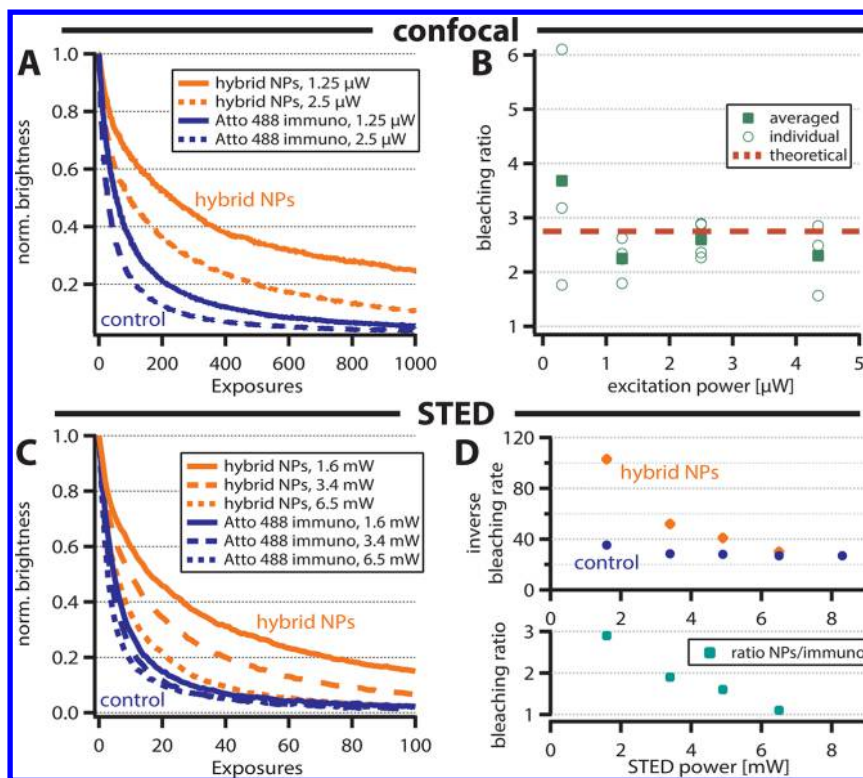 confocal
A
1.0
0.8
0.6
0.4
0.2
norm. brightness
hybrid NPs, 1.25 µW
hybrid NPs, 2.5 µW
Atto 488 immuno, 1.25 µW
Atto 488 immuno, 2.5 µW
hybrid NPs
control
0 200 400 600 800 1000
Exposures
B
6
5
4
3
2
1
bleaching ratio
averaged
individual
theoretical
0 1 2 3 4 5
excitation power [µW]
STED
C
1.0
0.8
0.6
0.4
0.2
0.0
norm. brightness
hybrid NPs, 1.6 mW
hybrid NPs, 3.4 mW
hybrid NPs, 6.5 mW
Atto 488 immuno, 1.6 mW
Atto 488 immuno, 3.4 mW
Atto 488 immuno, 6.5 mW
hybrid NPs
control
0 20 40 60 80 100
Exposures
D
120
80
40
0
inverse
bleaching rate
hybrid NPs
control
0 2 4 6 8
3
2
1
bleaching ratio
ratio NPs/immuno
0 2 4 6 8
STED power [mW]